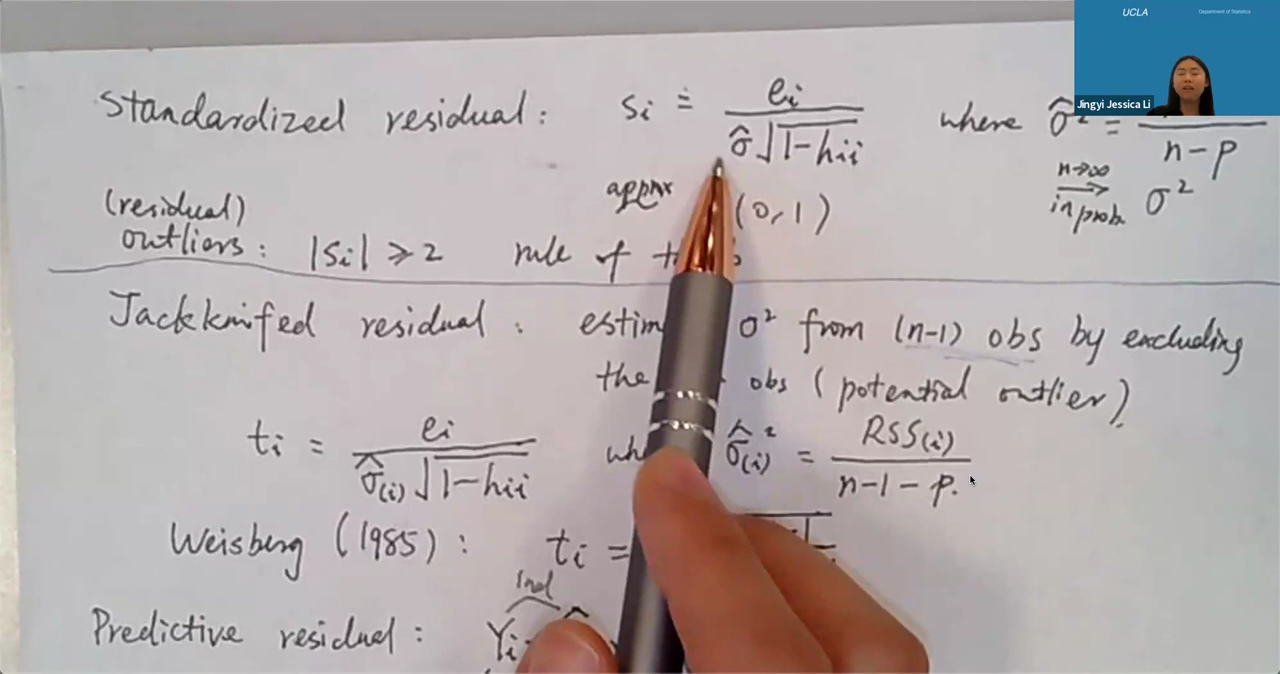 UCLA Department of Statistics
Jingyi Jessica Li
Standardized residual: si ≐ ei / σ̂ √1-hii where σ̂² = / n-p
n→∞ / in prob. σ²
approx (0,1)
(residual)
outliers: |si| ⩾ 2 rule of
Jackknifed residual: σ² from (n-1) obs by excluding
the obs (potential outlier).
ti = ei / σ̂(i) √1-hii σ̂(i)² = RSS(i) / n-1-p.
Weisberg (1985): ti =
Ind
Predictive residual: Yi